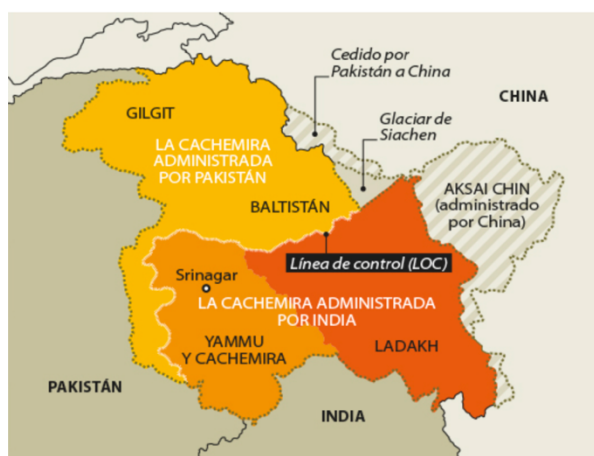 Cedido por
Pakistán a China
CHINA
GILGIT
Glaciar de
Siachen
LA CACHEMIRA
ADMINISTRADA
POR PAKISTÁN
AKSAI CHIN
(administrado
por China)
BALTISTÁN
Línea de control (LOC)
Srinagar
LA CACHEMIRA ADMINISTRADA
POR INDIA
YAMMU
Y CACHEMIRA
LADAKH
PAKISTÁN
INDIA